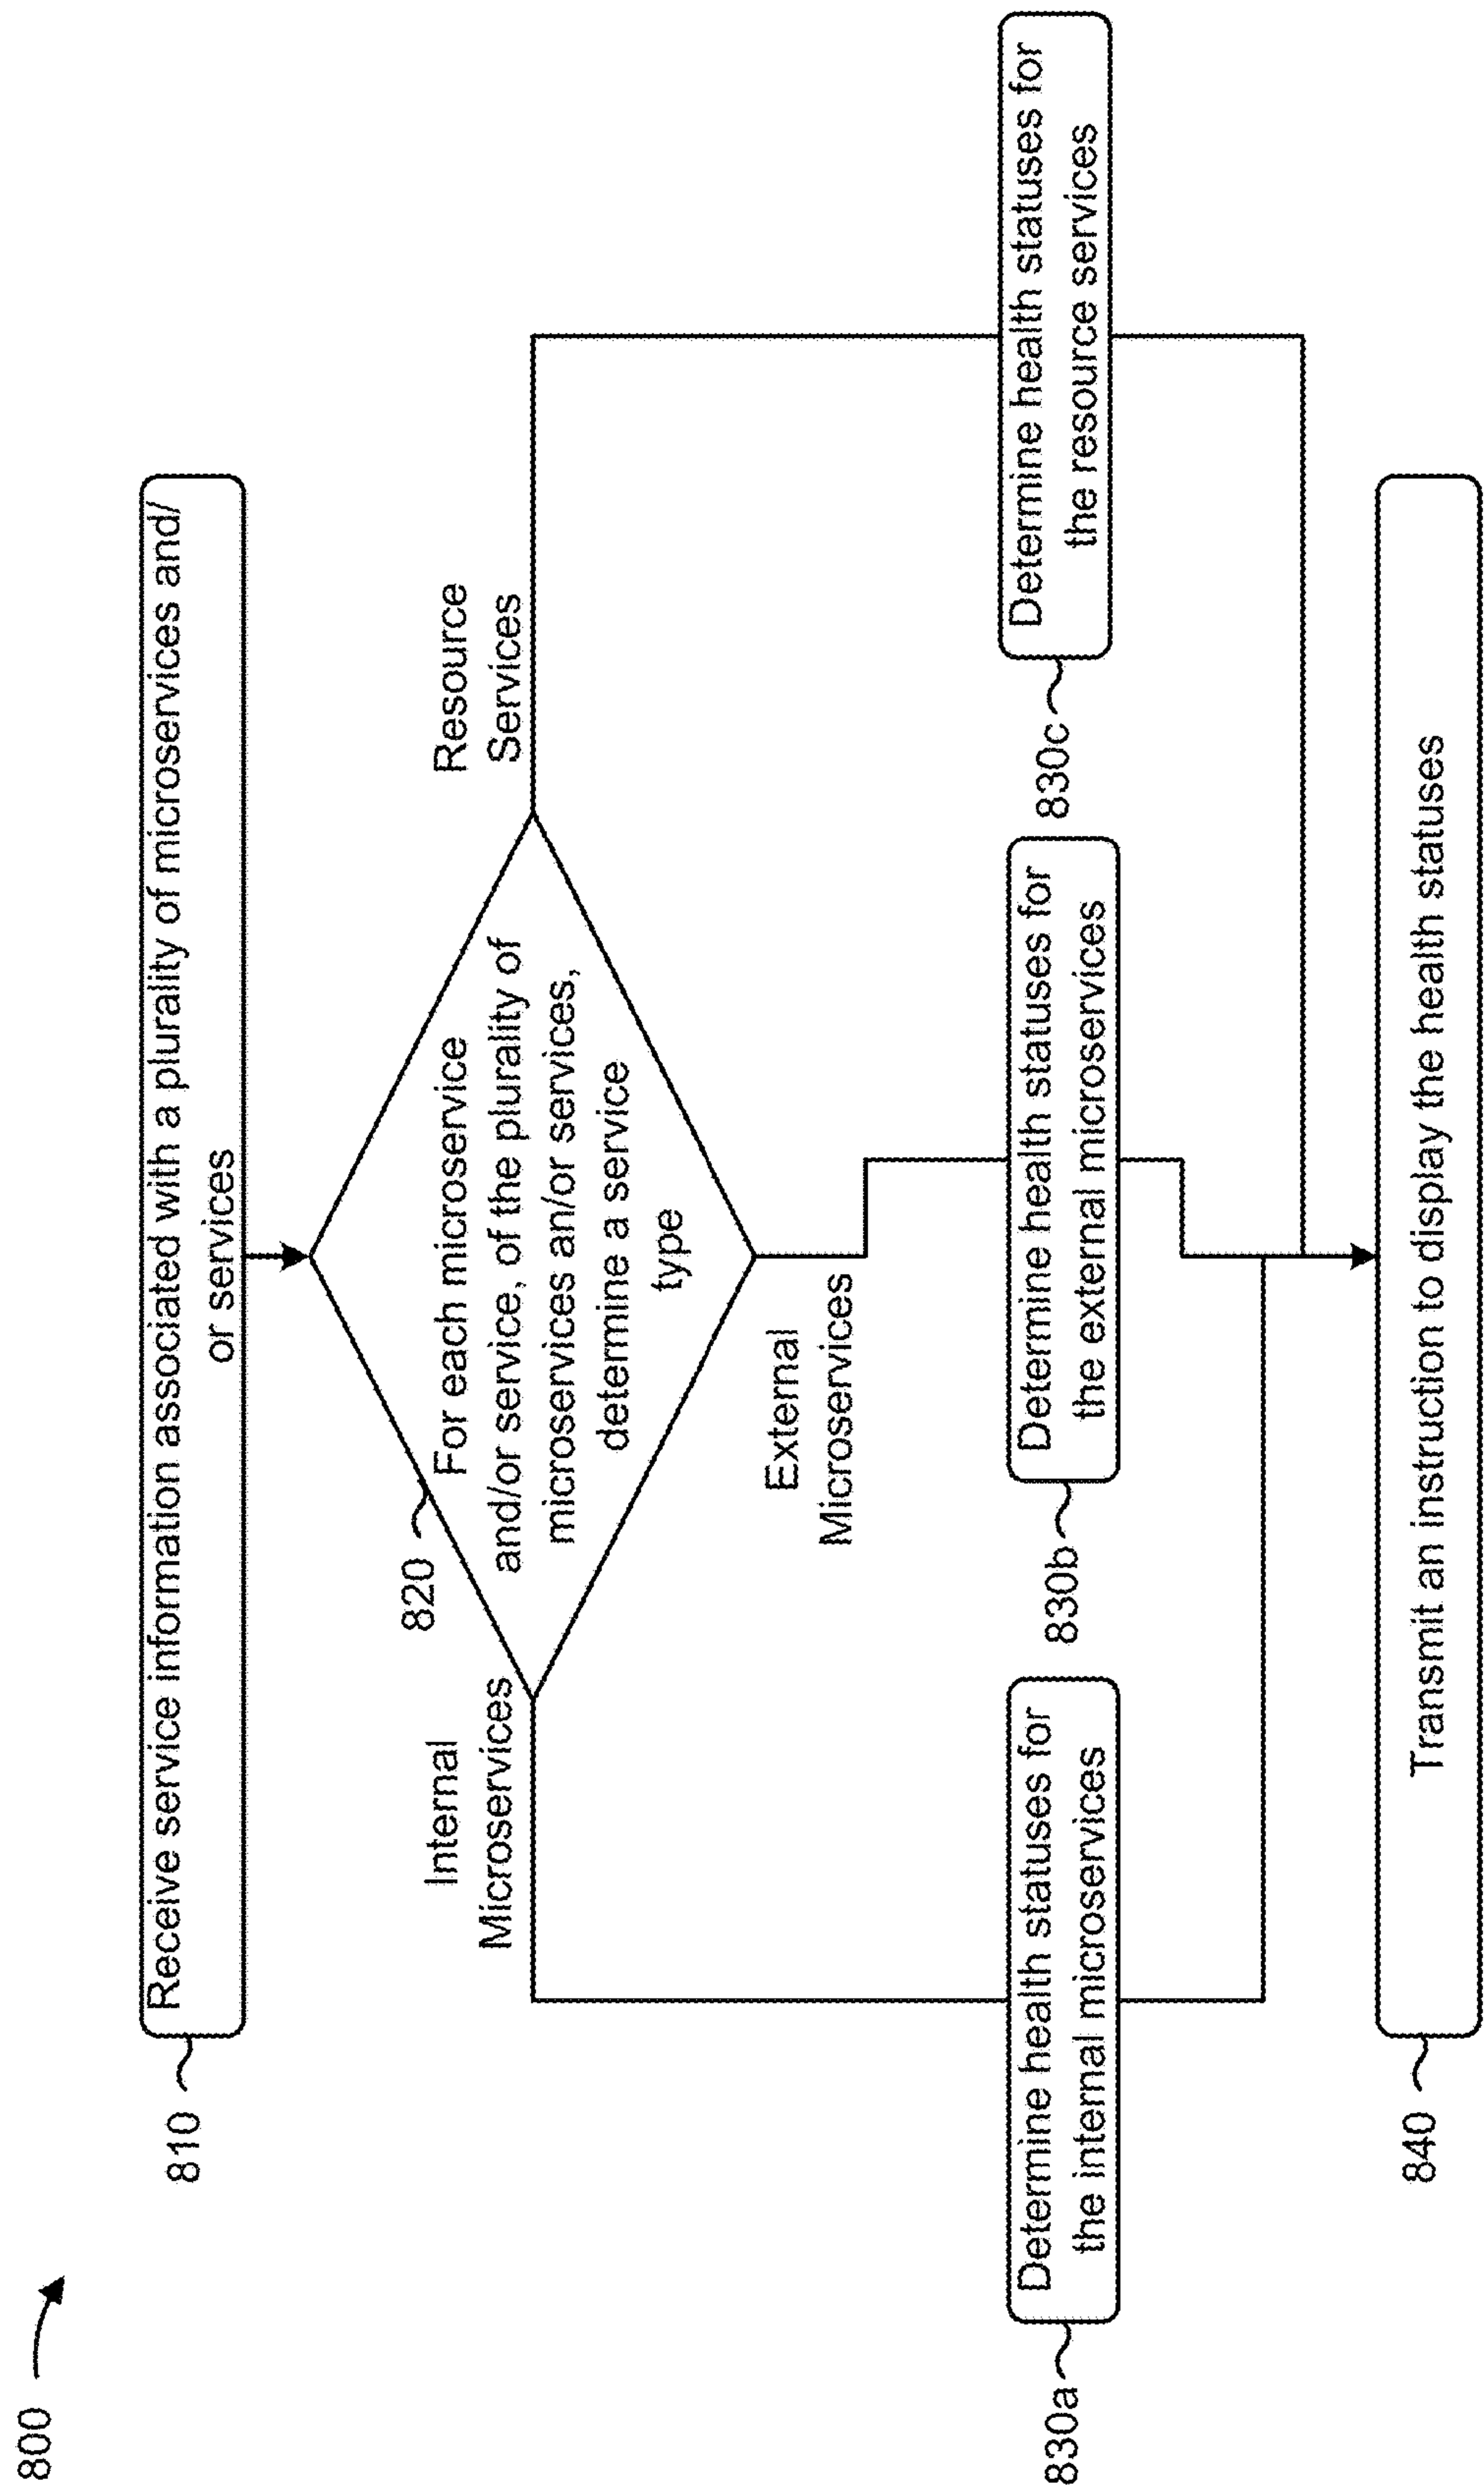 800
810
Receive service information associated with a plurality of microservices and/
or services
820
For each microservice
and/or service, of the plurality of
microservices an/or services,
determine a service
type
Internal
Microservices
External
Microservices
Resource
Services
830a
Determine health statuses for
the internal microservices
830b
Determine health statuses for
the external microservices
830c
Determine health statuses for
the resource services
840
Transmit an instruction to display the health statuses